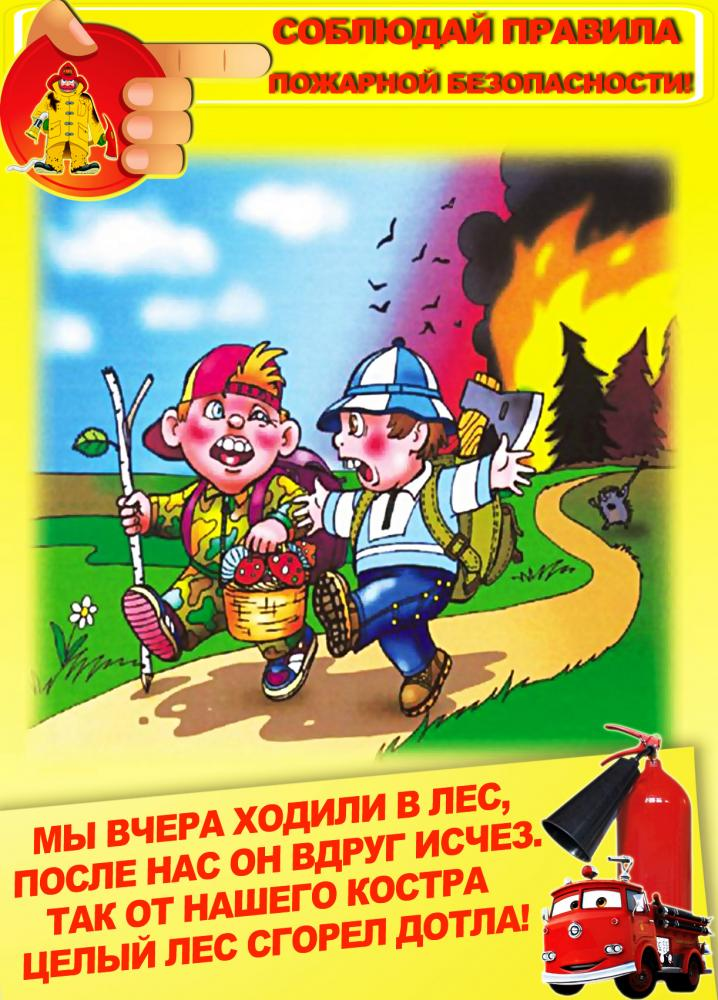 СОБЛЮДАЙ ПРАВИЛА
ПОЖАРНОЙ БЕЗОПАСНОСТИ!
МЫ ВЧЕРА ХОДИЛИ В ЛЕС,
ПОСЛЕ НАС ОН ВДРУГ ИСЧЕЗ.
ТАК ОТ НАШЕГО КОСТРА
ЦЕЛЫЙ ЛЕС СГОРЕЛ ДОТЛА!